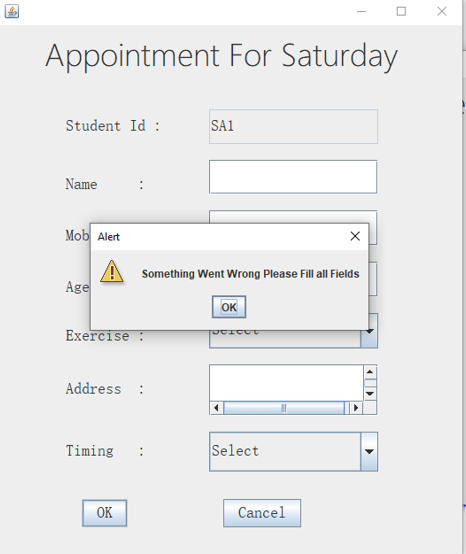 Appointment For Saturday
Student Id : SA1
Name :
Mob
Alert
Something Went Wrong Please Fill all Fields
Age
OK
Exercise : Select
Address :
Timing : Select
OK Cancel